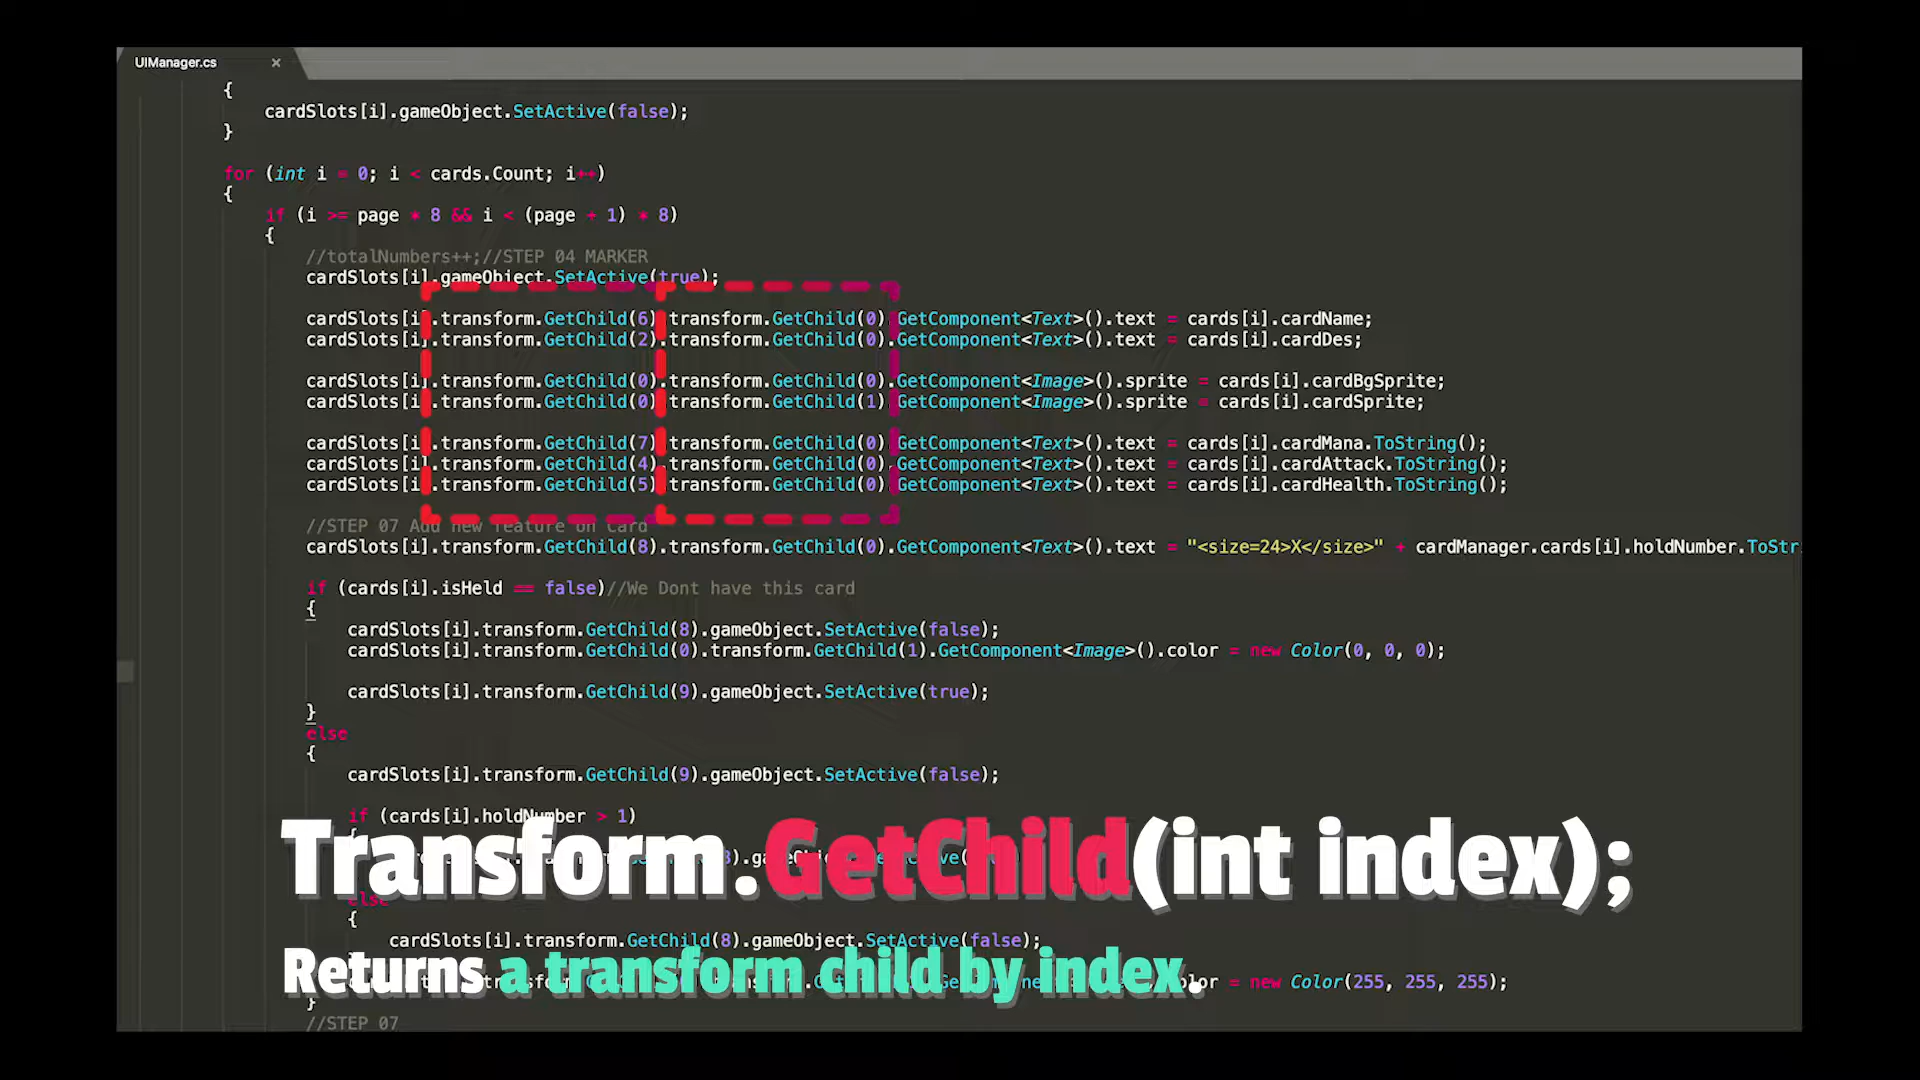 UIManager.cs ×
{
cardSlots[i].gameObject.SetActive(false);
}
for (int i = 0; i < cards.Count; i++)
{
if (i >= page * 8 && i < (page + 1) * 8)
{
//totalNumbers++;//STEP 04 MARKER
cardSlots[i].gameObject.SetActive(true);
cardSlots[i].transform.GetChild(6).transform.GetChild(0).GetComponent<Text>().text = cards[i].cardName;
cardSlots[i].transform.GetChild(2).transform.GetChild(0).GetComponent<Text>().text = cards[i].cardDes;
cardSlots[i].transform.GetChild(0).transform.GetChild(0).GetComponent<Image>().sprite = cards[i].cardBgSprite;
cardSlots[i].transform.GetChild(0).transform.GetChild(1).GetComponent<Image>().sprite = cards[i].cardSprite;
cardSlots[i].transform.GetChild(7).transform.GetChild(0).GetComponent<Text>().text = cards[i].cardMana.ToString();
cardSlots[i].transform.GetChild(4).transform.GetChild(0).GetComponent<Text>().text = cards[i].cardAttack.ToString();
cardSlots[i].transform.GetChild(5).transform.GetChild(0).GetComponent<Text>().text = cards[i].cardHealth.ToString();
//STEP 07 Add new feature on Card
cardSlots[i].transform.GetChild(8).transform.GetChild(0).GetComponent<Text>().text = "<size=24>X</size>" + cardManager.cards[i].holdNumber.ToStr
if (cards[i].isHeld == false)//We Dont have this card
{
cardSlots[i].transform.GetChild(8).gameObject.SetActive(false);
cardSlots[i].transform.GetChild(0).transform.GetChild(1).GetComponent<Image>().color = new Color(0, 0, 0);
cardSlots[i].transform.GetChild(9).gameObject.SetActive(true);
}
else
{
cardSlots[i].transform.GetChild(9).gameObject.SetActive(false);
if (cards[i].holdNumber > 1)
Transform.GetChild(int index);
else
{
cardSlots[i].transform.GetChild(8).gameObject.SetActive(false);
Returns a transform child by index.
= new Color(255, 255, 255);
}
//STEP 07